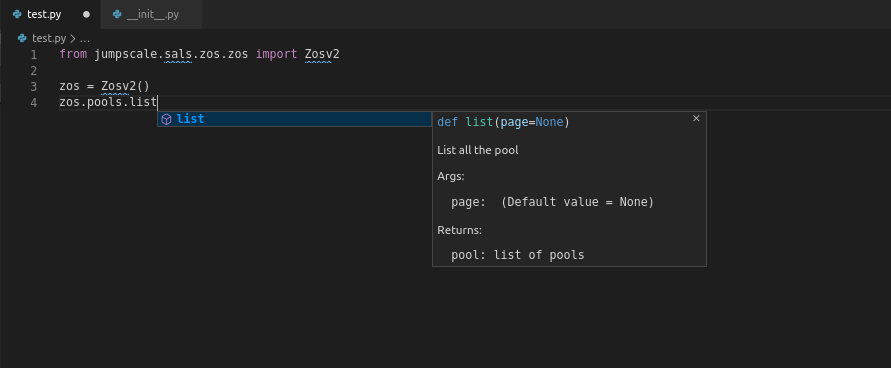 test.py ● __init__.py
test.py > ...
1 from jumpscale.sals.zos.zos import Zosv2
2
3 zos = Zosv2()
4 zos.pools.list
list
def list(page=None) ×
List all the pool
Args:
page: (Default value = None)
Returns:
pool: list of pools